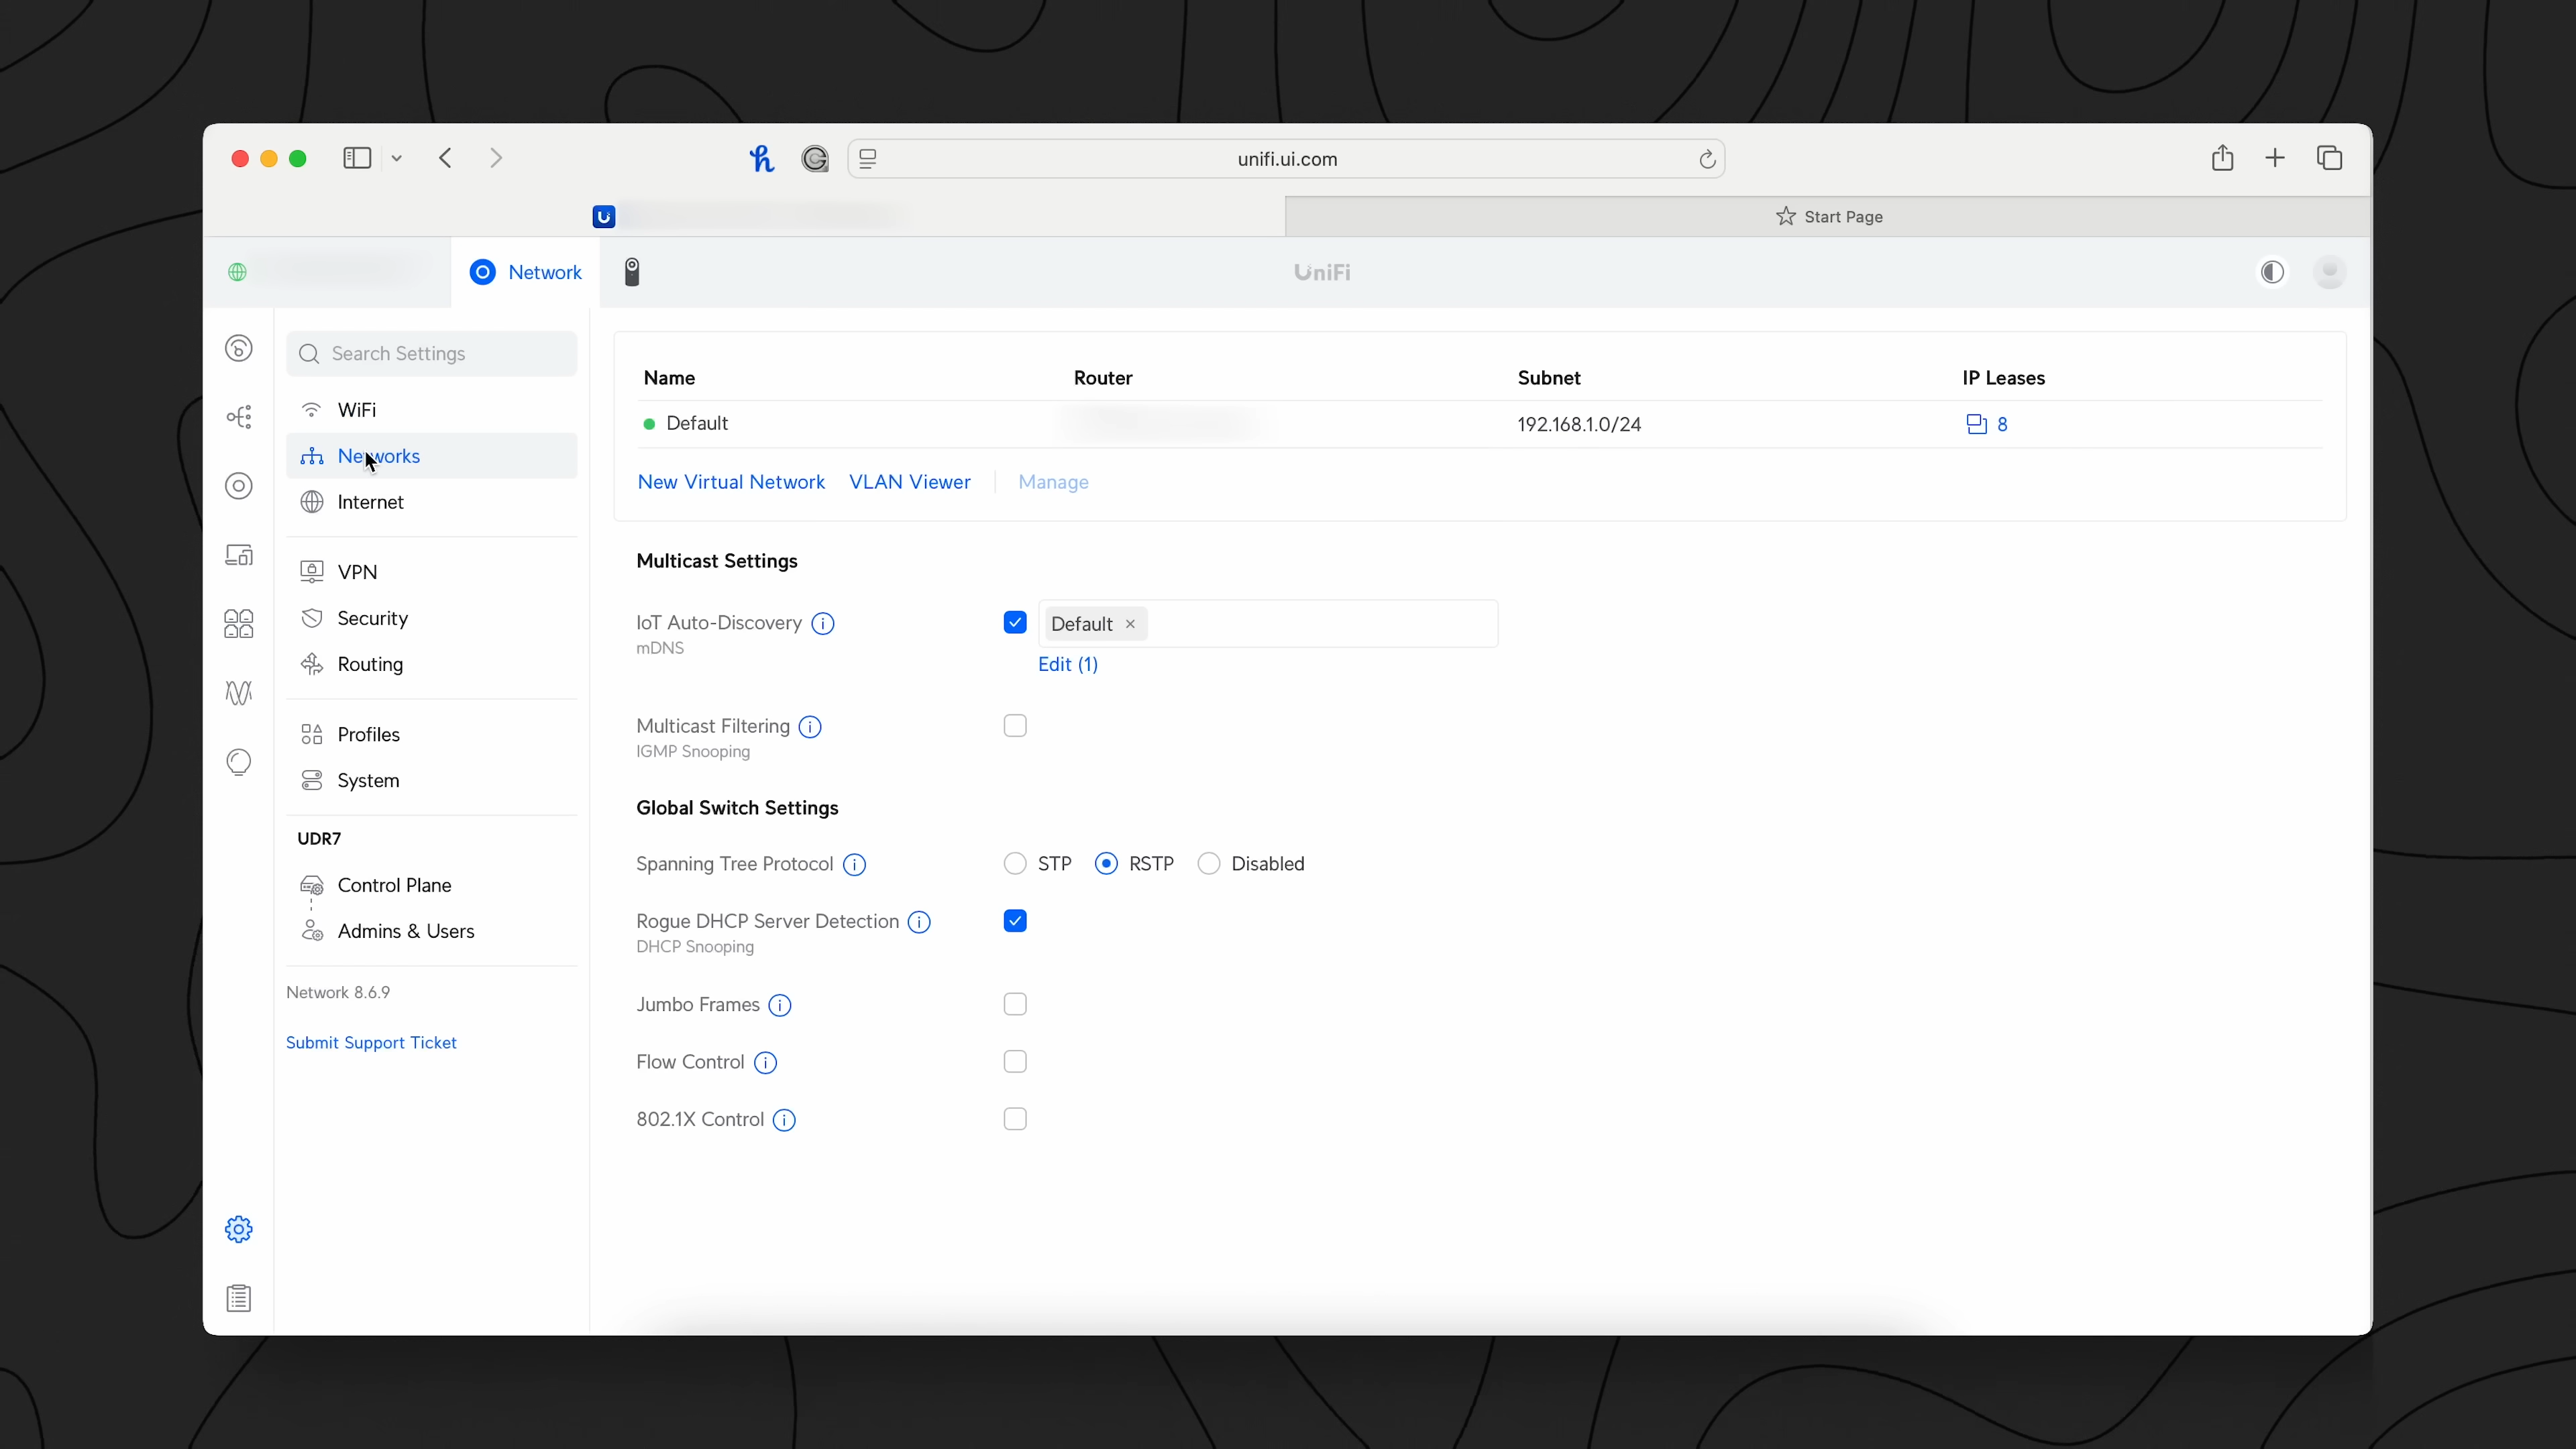 unifi.ui.com
Start Page
Network
UniFi
Search Settings
WiFi
Networks
Internet
VPN
Security
Routing
Profiles
System
UDR7
Control Plane
Admins & Users
Network 8.6.9
Submit Support Ticket
Name Router Subnet IP Leases
Default 192.168.1.0/24 8
New Virtual Network VLAN Viewer Manage
Multicast Settings
IoT Auto-Discovery Default
mDNS
Edit (1)
Multicast Filtering
IGMP Snooping
Global Switch Settings
Spanning Tree Protocol STP RSTP Disabled
Rogue DHCP Server Detection
DHCP Snooping
Jumbo Frames
Flow Control
802.1X Control